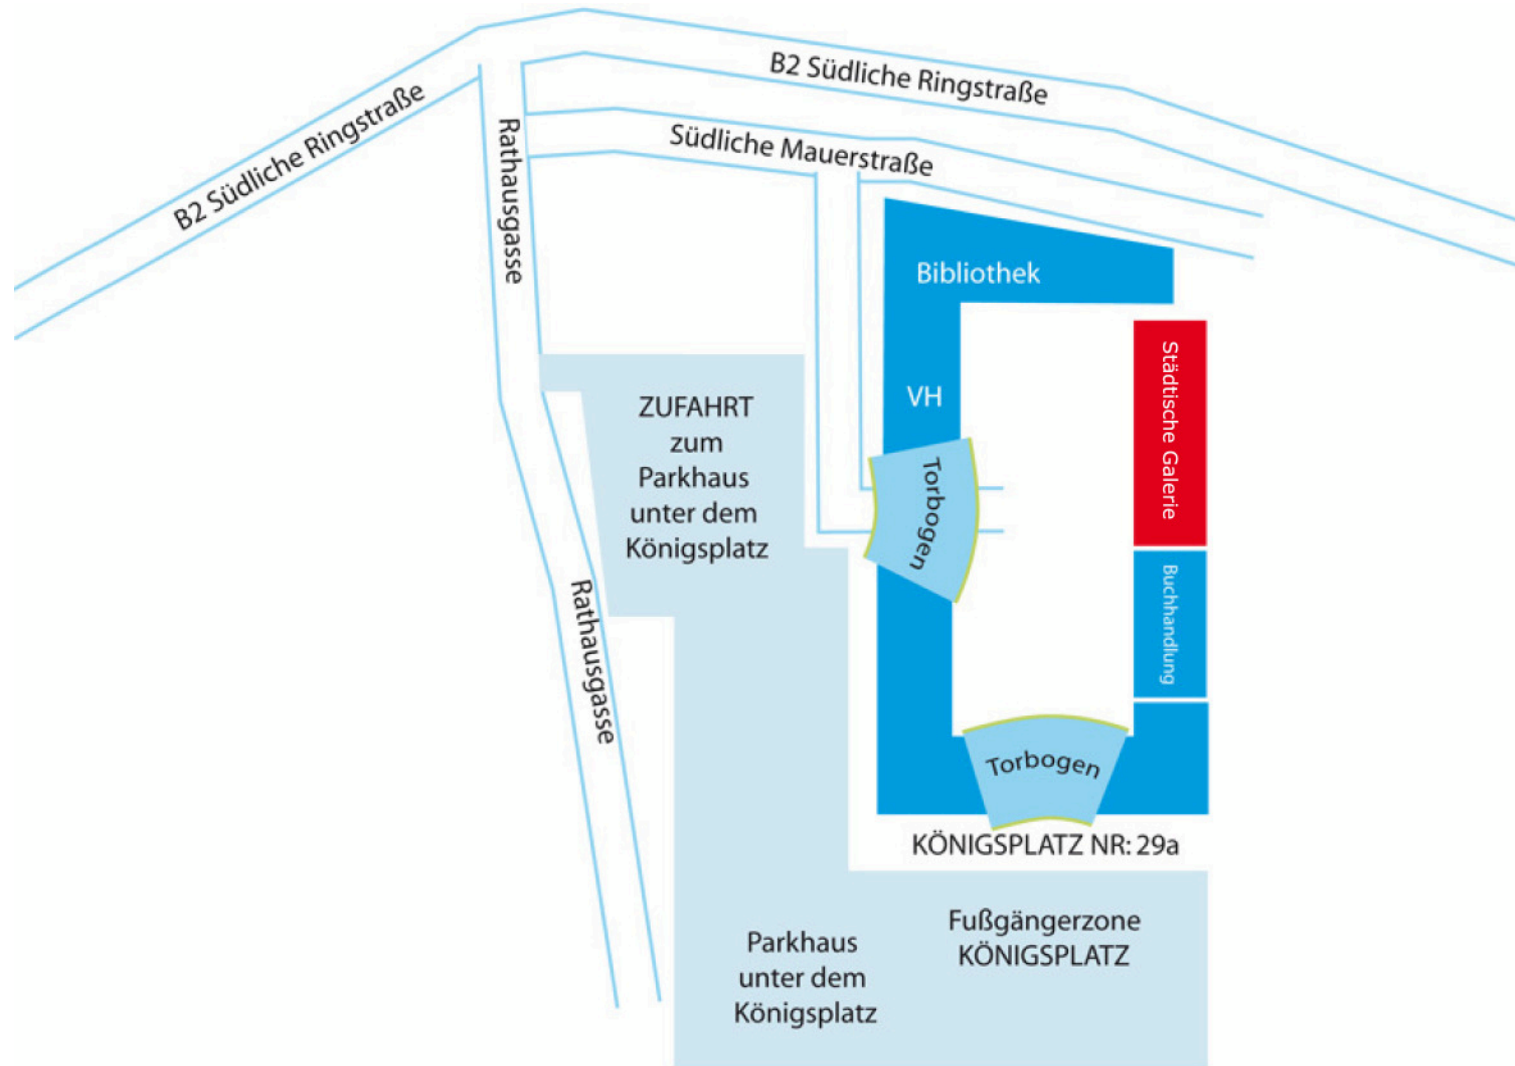 B2 Südliche Ringstraße
B2 Südliche Ringstraße
Südliche Mauerstraße
Rathausgasse
Bibliothek
VH
Städtische Galerie
ZUFAHRT
zum
Parkhaus
unter dem
Königsplatz
Torbogen
Buchhandlung
Rathausgasse
Torbogen
KÖNIGSPLATZ NR: 29a
Fußgängerzone
KÖNIGSPLATZ
Parkhaus
unter dem
Königsplatz